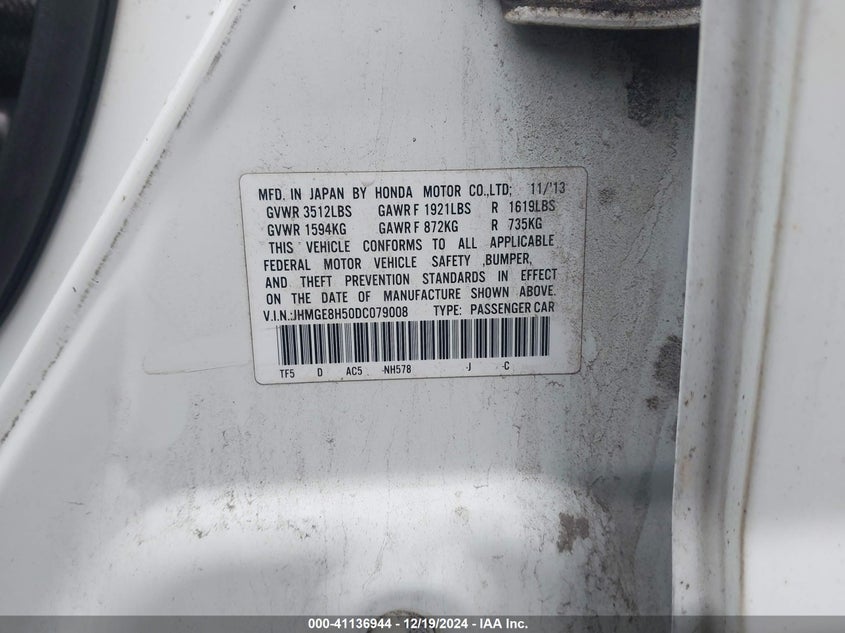 MFD. IN JAPAN BY HONDA MOTOR CO.,LTD; 11/'13
GVWR 3512LBS GAWR F 1921LBS R 1619LBS
GVWR 1594KG GAWR F 872KG R 735KG
THIS VEHICLE CONFORMS TO ALL APPLICABLE
FEDERAL MOTOR VEHICLE SAFETY ,BUMPER,
AND THEFT PREVENTION STANDARDS IN EFFECT
ON THE DATE OF MANUFACTURE SHOWN ABOVE.
V.I.N.:JHMGE8H50DC079008 TYPE: PASSENGER CAR
TF5 D AC5 -NH578 -J -C
000-41136944 - 12/19/2024 - IAA Inc.